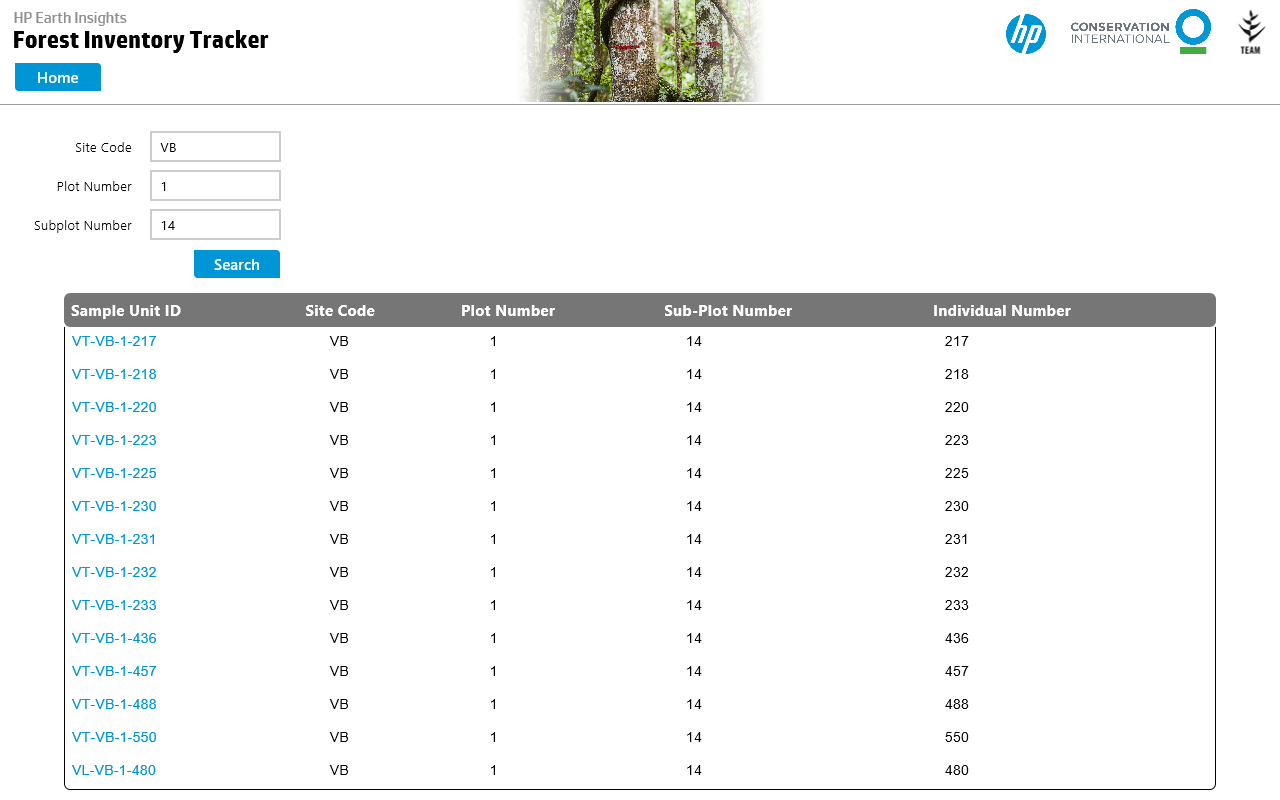 HP Earth Insights
Forest Inventory Tracker
Home
hp
CONSERVATION
INTERNATIONAL
TEAM
Site Code VB
Plot Number 1
Subplot Number 14
Search
Sample Unit ID Site Code Plot Number Sub-Plot Number Individual Number
VT-VB-1-217 VB 1 14 217
VT-VB-1-218 VB 1 14 218
VT-VB-1-220 VB 1 14 220
VT-VB-1-223 VB 1 14 223
VT-VB-1-225 VB 1 14 225
VT-VB-1-230 VB 1 14 230
VT-VB-1-231 VB 1 14 231
VT-VB-1-232 VB 1 14 232
VT-VB-1-233 VB 1 14 233
VT-VB-1-436 VB 1 14 436
VT-VB-1-457 VB 1 14 457
VT-VB-1-488 VB 1 14 488
VT-VB-1-550 VB 1 14 550
VL-VB-1-480 VB 1 14 480